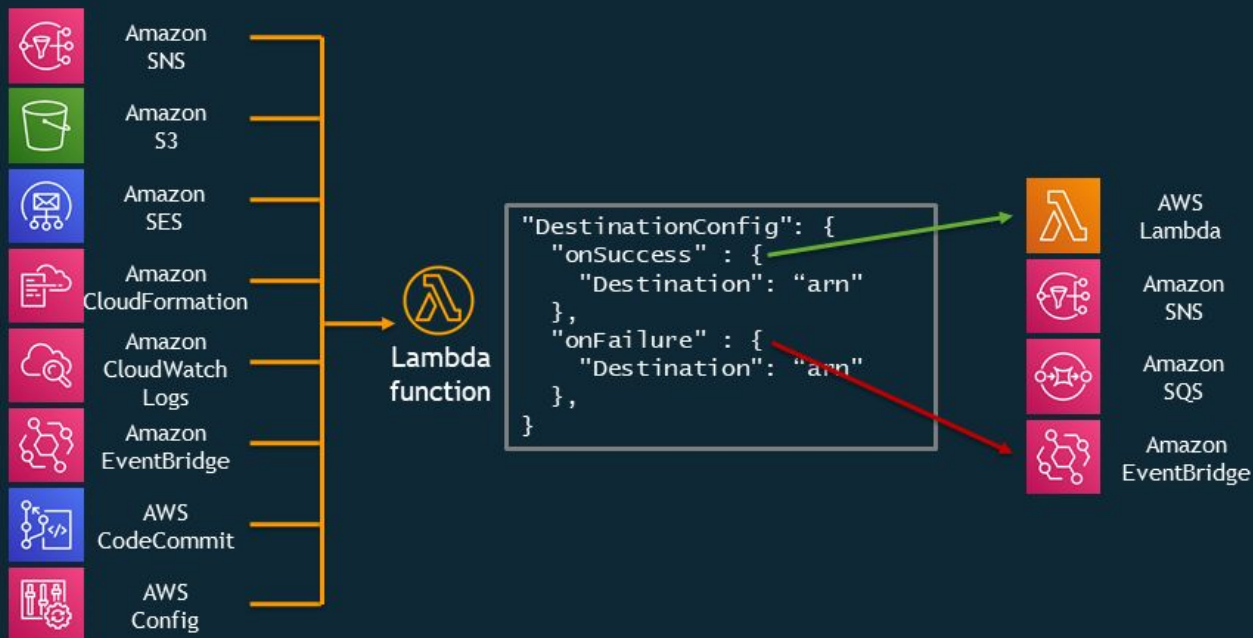 Amazon
SNS
Amazon
S3
Amazon
SES
Amazon
CloudFormation
Amazon
CloudWatch
Logs
Amazon
EventBridge
AWS
CodeCommit
AWS
Config
Lambda
function
"DestinationConfig": {
"onSuccess" : {
"Destination": “arn"
},
"onFailure" : {
"Destination": “arn"
},
}
AWS
Lambda
Amazon
SNS
Amazon
SQS
Amazon
EventBridge